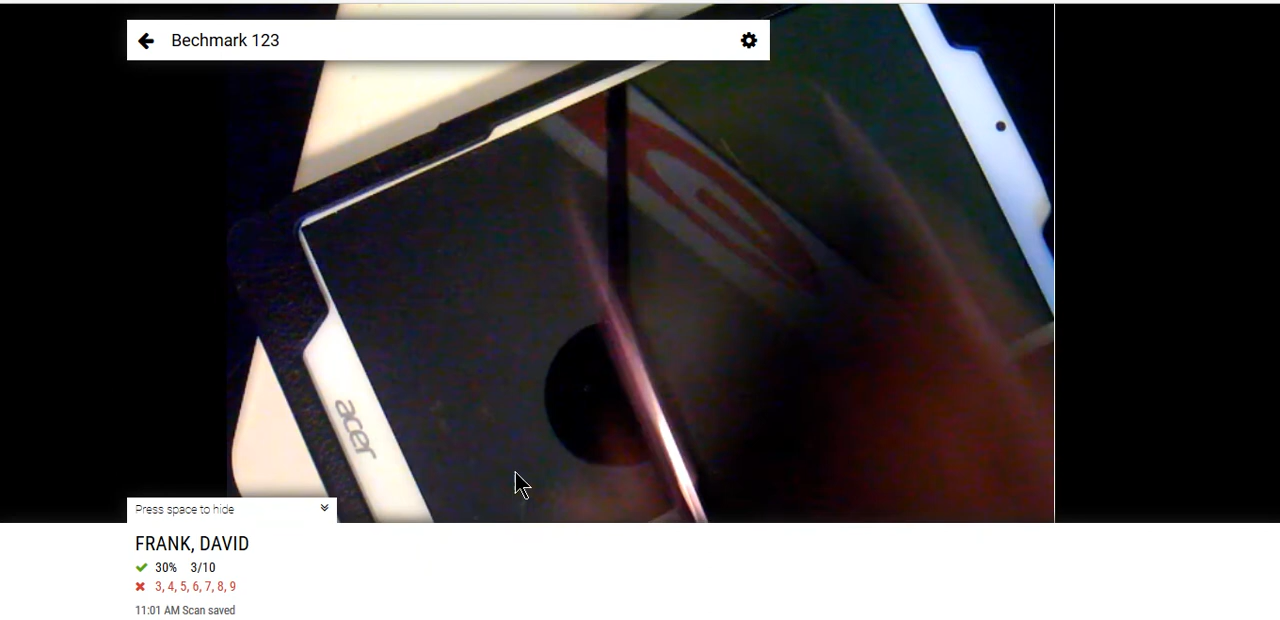 Bechmark 123
acer
Press space to hide
FRANK, DAVID
30% 3/10
3, 4, 5, 6, 7, 8, 9
11:01 AM Scan saved